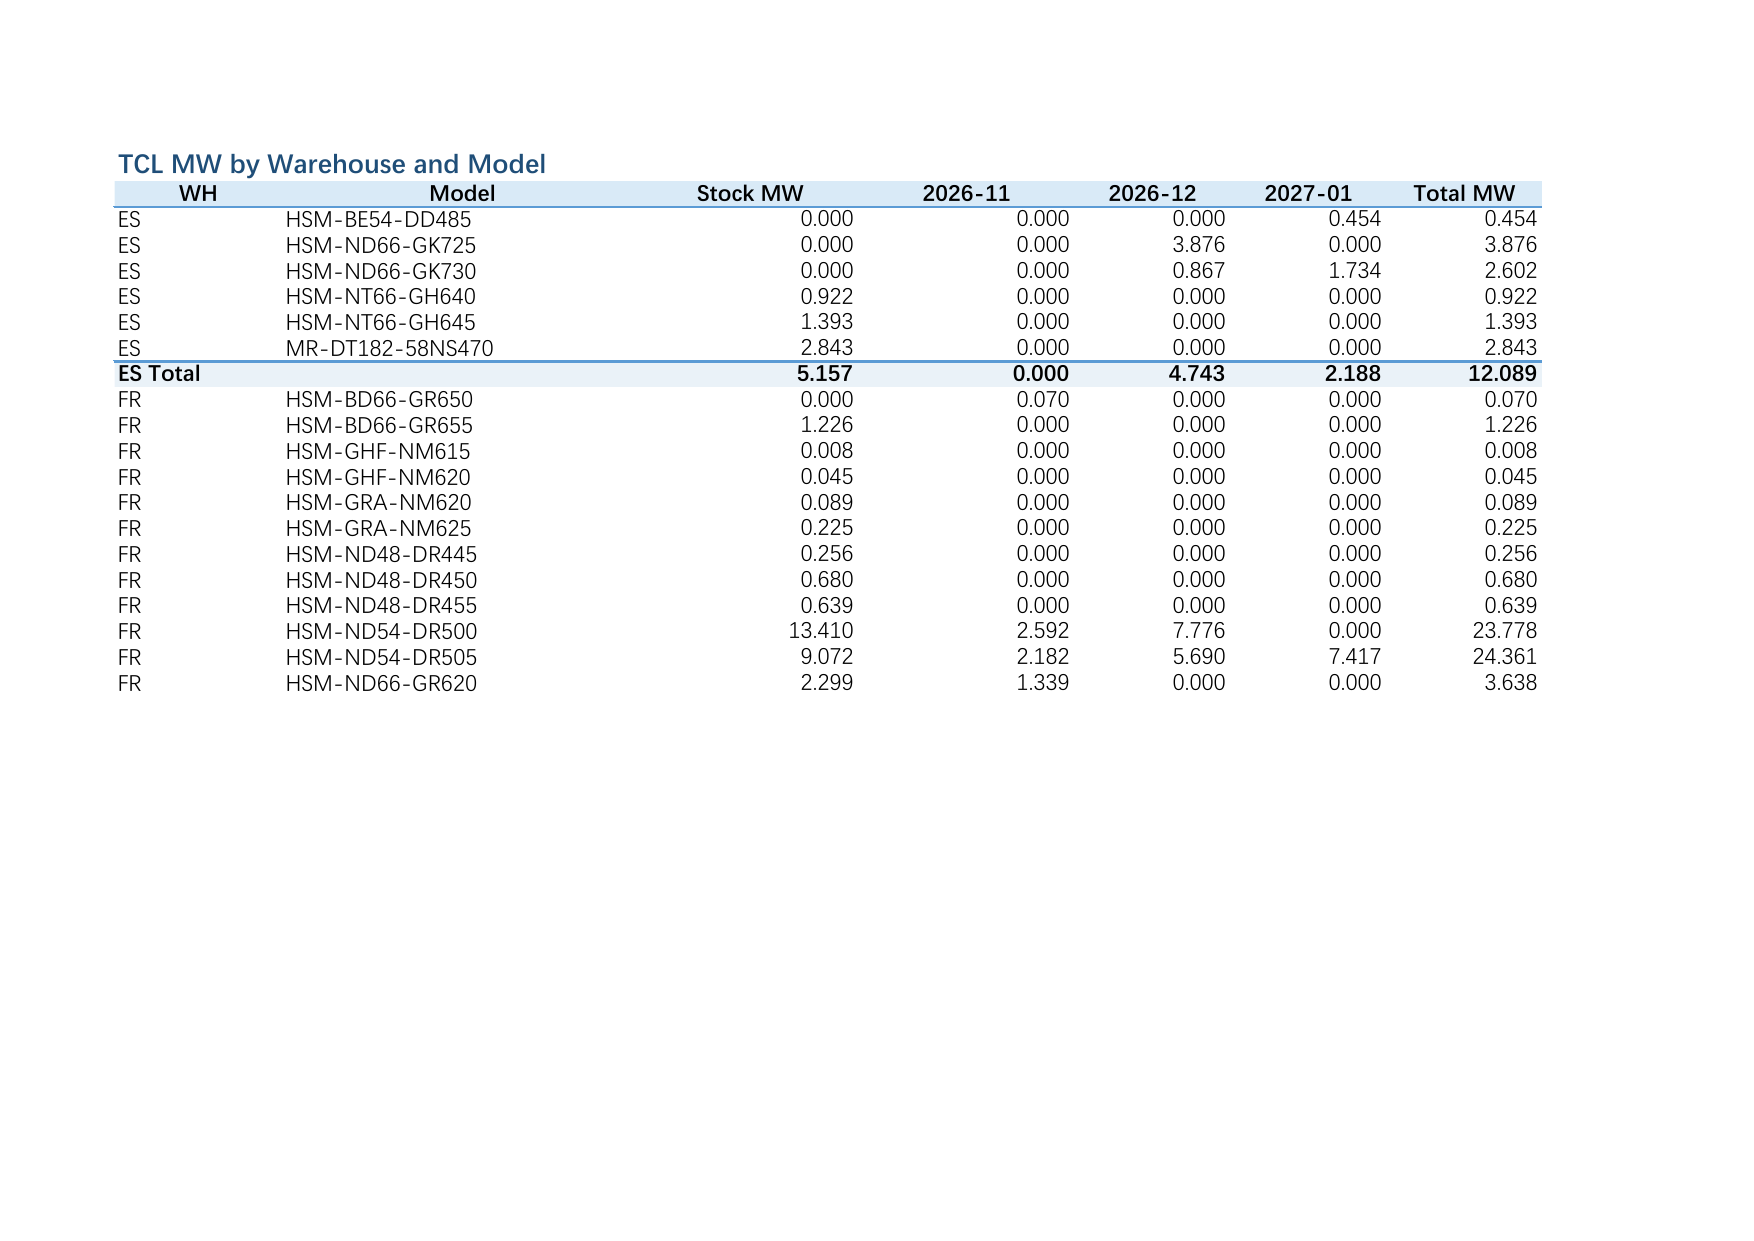 TCL MW by Warehouse and Model
WH Model Stock MW 2026-11 2026-12 2027-01 Total MW
ES HSM-BE54-DD485 0.000 0.000 0.000 0.454 0.454
ES HSM-ND66-GK725 0.000 0.000 3.876 0.000 3.876
ES HSM-ND66-GK730 0.000 0.000 0.867 1.734 2.602
ES HSM-NT66-GH640 0.922 0.000 0.000 0.000 0.922
ES HSM-NT66-GH645 1.393 0.000 0.000 0.000 1.393
ES MR-DT182-58NS470 2.843 0.000 0.000 0.000 2.843
ES Total 5.157 0.000 4.743 2.188 12.089
FR HSM-BD66-GR650 0.000 0.070 0.000 0.000 0.070
FR HSM-BD66-GR655 1.226 0.000 0.000 0.000 1.226
FR HSM-GHF-NM615 0.008 0.000 0.000 0.000 0.008
FR HSM-GHF-NM620 0.045 0.000 0.000 0.000 0.045
FR HSM-GRA-NM620 0.089 0.000 0.000 0.000 0.089
FR HSM-GRA-NM625 0.225 0.000 0.000 0.000 0.225
FR HSM-ND48-DR445 0.256 0.000 0.000 0.000 0.256
FR HSM-ND48-DR450 0.680 0.000 0.000 0.000 0.680
FR HSM-ND48-DR455 0.639 0.000 0.000 0.000 0.639
FR HSM-ND54-DR500 13.410 2.592 7.776 0.000 23.778
FR HSM-ND54-DR505 9.072 2.182 5.690 7.417 24.361
FR HSM-ND66-GR620 2.299 1.339 0.000 0.000 3.638